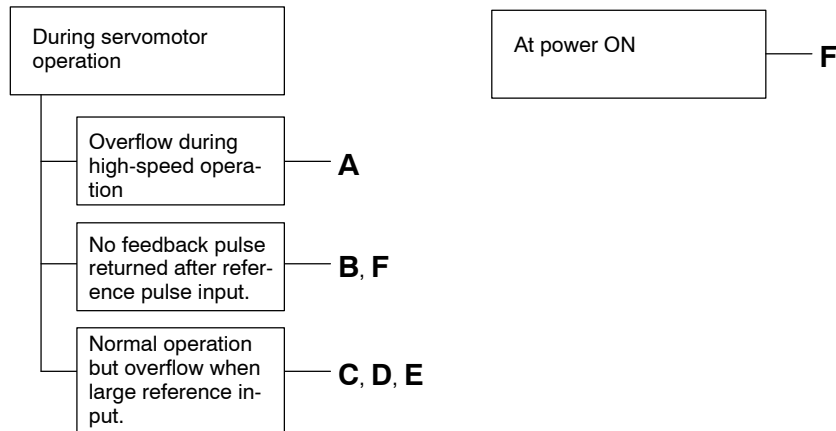 During servomotor
operation
Overflow during
high-speed opera-
tion
A
No feedback pulse
returned after refer-
ence pulse input.
B, F
Normal operation
but overflow when
large reference in-
put.
C, D, E
At power ON
F